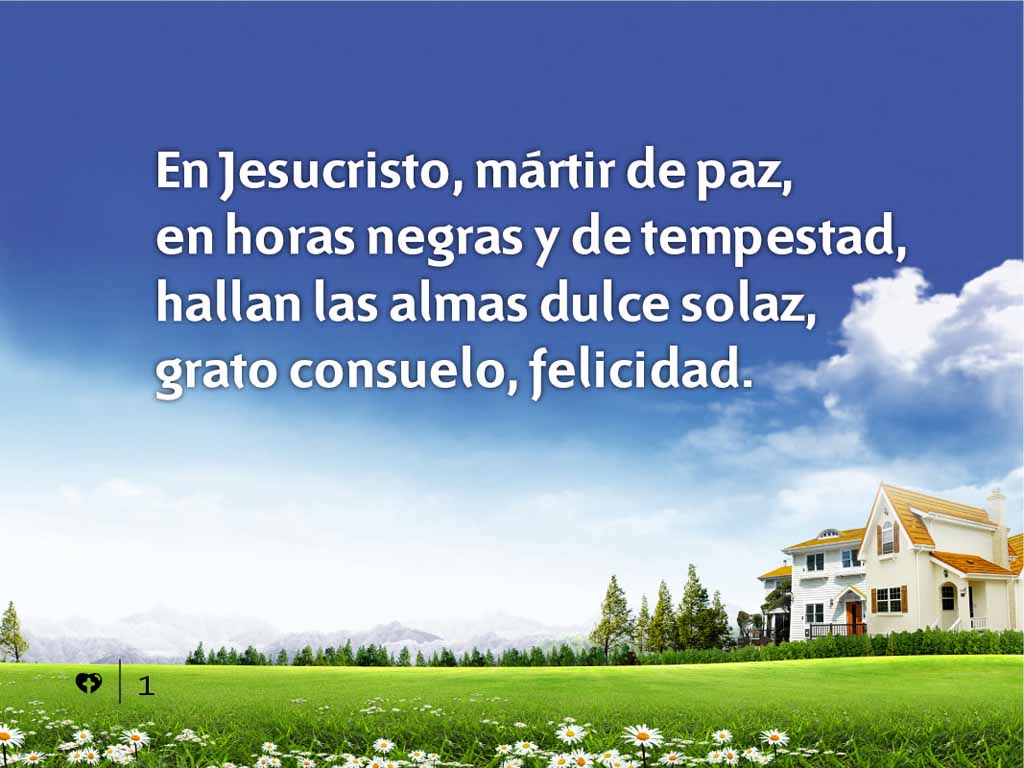 En Jesucristo, mártir de paz,
en horas negras y de tempestad,
hallan las almas dulce solaz,
grato consuelo, felicidad.
1